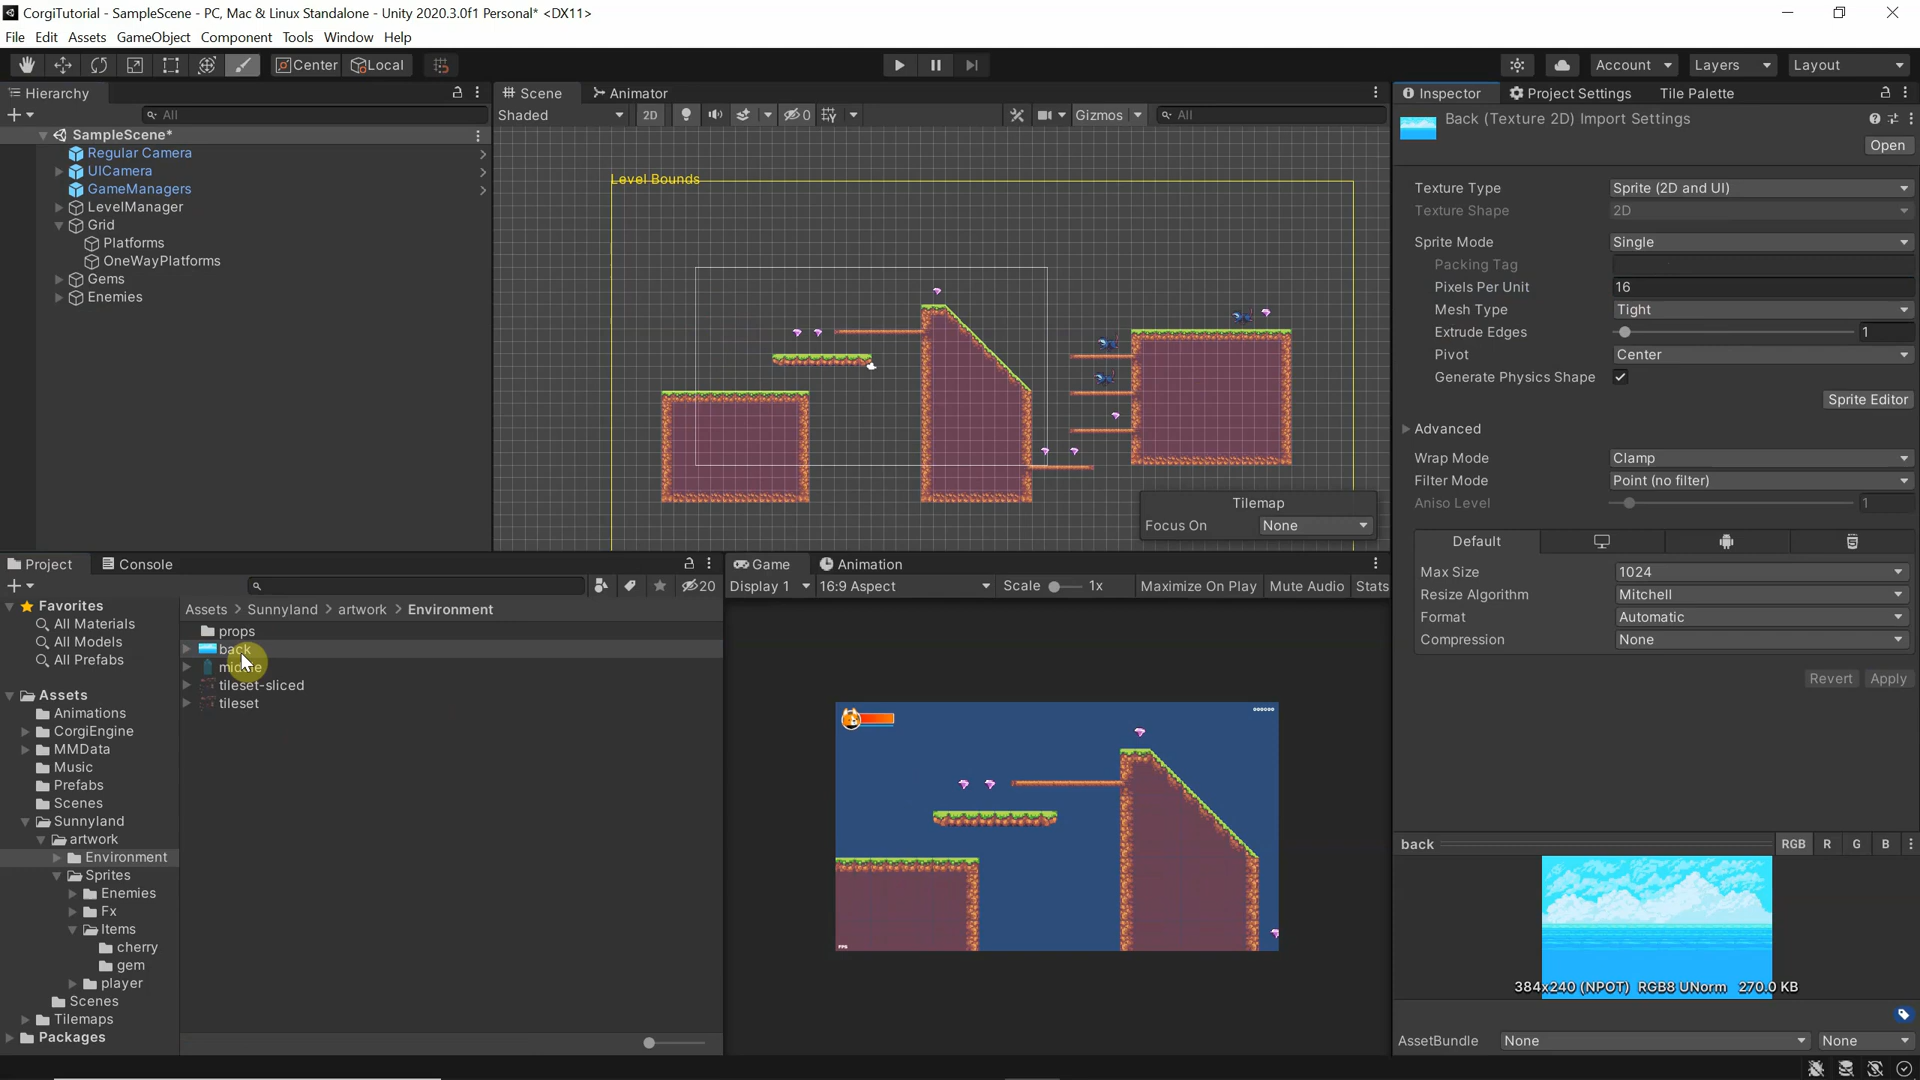 CorgiTutorial - SampleScene - PC, Mac & Linux Standalone - Unity 2020.3.0f1 Personal* <DX11>
File Edit Assets GameObject Component Tools Window Help
Center Local Account Layers Layout
Hierarchy
All
SampleScene*
Regular Camera
UICamera
GameManagers
LevelManager
Grid
Platforms
OneWayPlatforms
Gems
Enemies
Scene Animator
Shaded 2D 0 Gizmos All
Level Bounds
Tilemap
Focus On None
Inspector Project Settings Tile Palette
Back (Texture 2D) Import Settings
Open
Texture Type Sprite (2D and UI)
Texture Shape 2D
Sprite Mode Single
Packing Tag
Pixels Per Unit 16
Mesh Type Tight
Extrude Edges 1
Pivot Center
Generate Physics Shape
Sprite Editor
Advanced
Wrap Mode Clamp
Filter Mode Point (no filter)
Aniso Level 1
Default
Max Size 1024
Resize Algorithm Mitchell
Format Automatic
Compression None
Revert Apply
Project Console
20
Favorites
All Materials
All Models
All Prefabs
Assets
Animations
CorgiEngine
MMData
Music
Prefabs
Scenes
Sunnyland
artwork
Environment
Sprites
Enemies
Fx
Items
cherry
gem
player
Scenes
Tilemaps
Packages
Assets > Sunnyland > artwork > Environment
props
back
tileset-sliced
tileset
Game Animation
Display 1 16:9 Aspect Scale 1x Maximize On Play Mute Audio Stats
000000
FPS
back RGB R G B
384x240 (NPOT) RGB8 UNorm 270.0 KB
AssetBundle None None